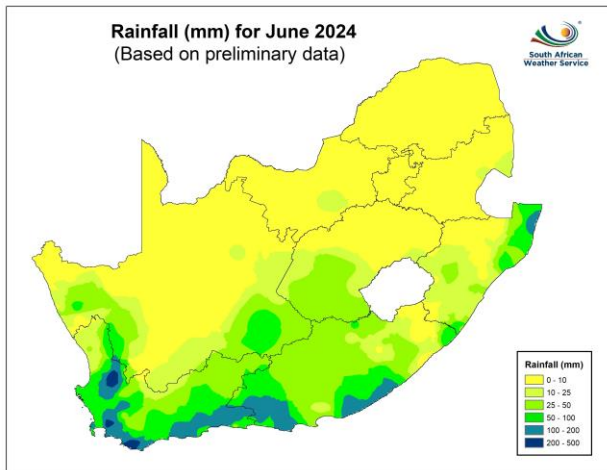 Rainfall (mm) for June 2024
(Based on preliminary data)
South African
Weather Service
Rainfall (mm)
0 - 10
10 - 25
25 - 50
50 - 100
100 - 200
200 - 500